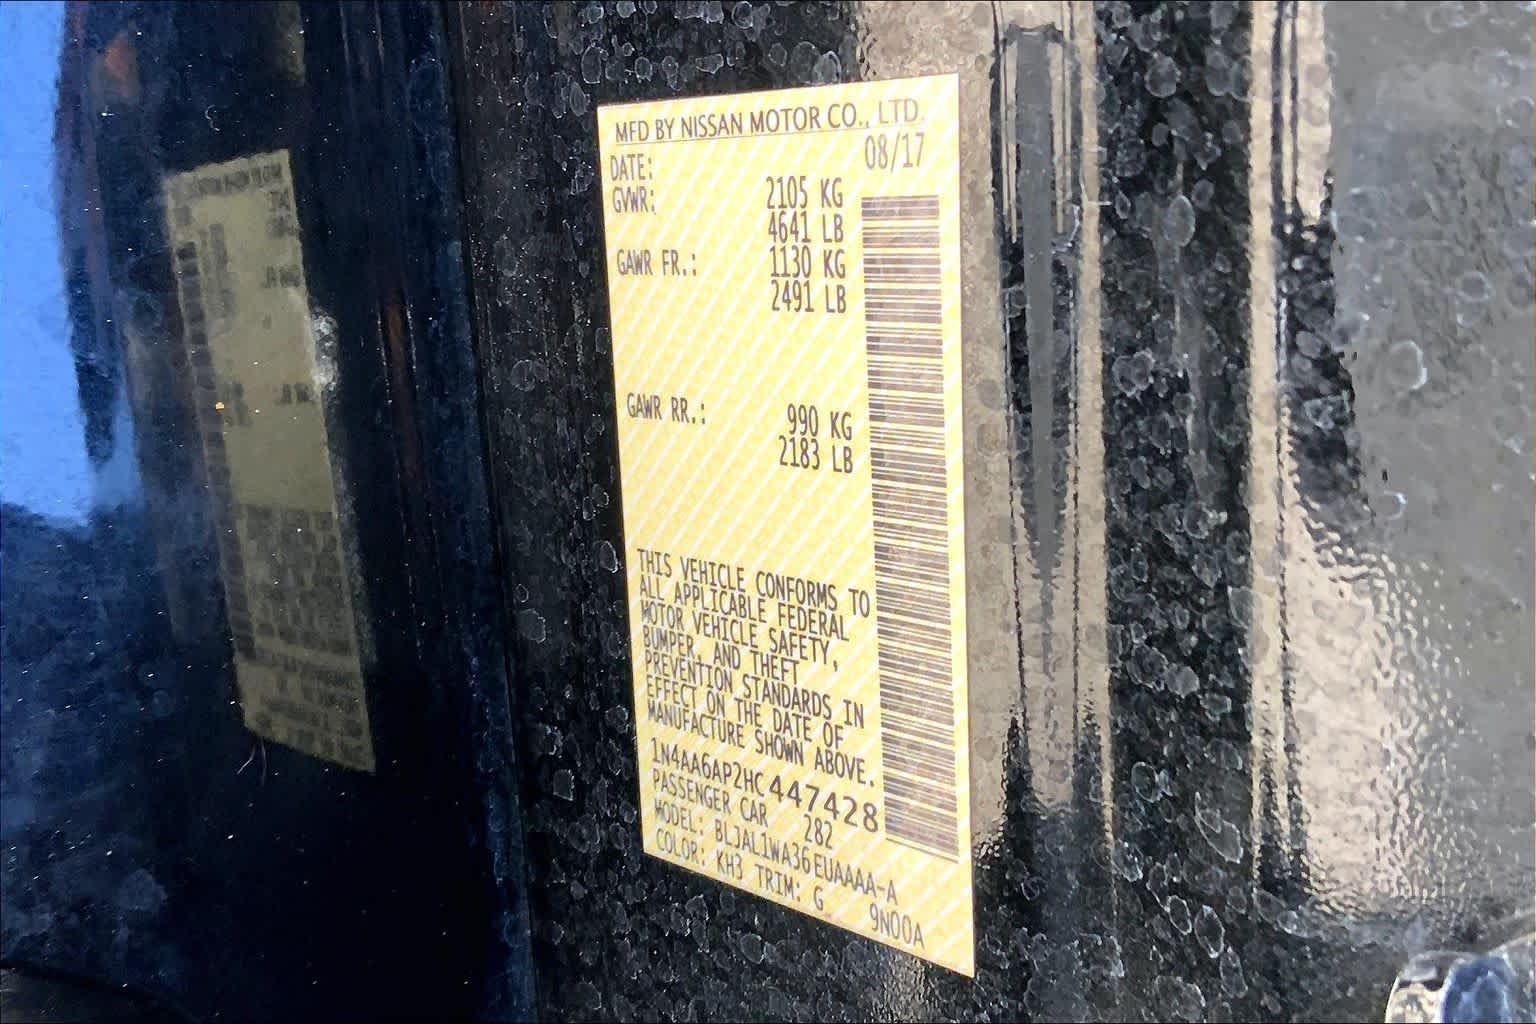 MFD BY NISSAN MOTOR CO., LTD.
DATE: 08/17
GVWR: 2105 KG
4641 LB
GAWR FR.: 1130 KG
2491 LB
GAWR RR.: 990 KG
2183 LB
THIS VEHICLE CONFORMS TO
ALL APPLICABLE FEDERAL
MOTOR VEHICLE SAFETY,
BUMPER, AND THEFT
PREVENTION STANDARDS IN
EFFECT ON THE DATE OF
MANUFACTURE SHOWN ABOVE.
1N4AA6AP2HC447428
PASSENGER CAR 282
MODEL: BL3AL1WA36EUAAAA-A
COLOR: KH3 TRIM: G 9N00A